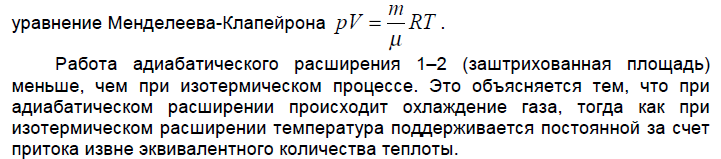 уравнение Менделеева-Клапейрона pV = m/μ RT .
Работа адиабатического расширения 1–2 (заштрихованная площадь)
меньше, чем при изотермическом процессе. Это объясняется тем, что при
адиабатическом расширении происходит охлаждение газа, тогда как при
изотермическом расширении температура поддерживается постоянной за счет
притока извне эквивалентного количества теплоты.